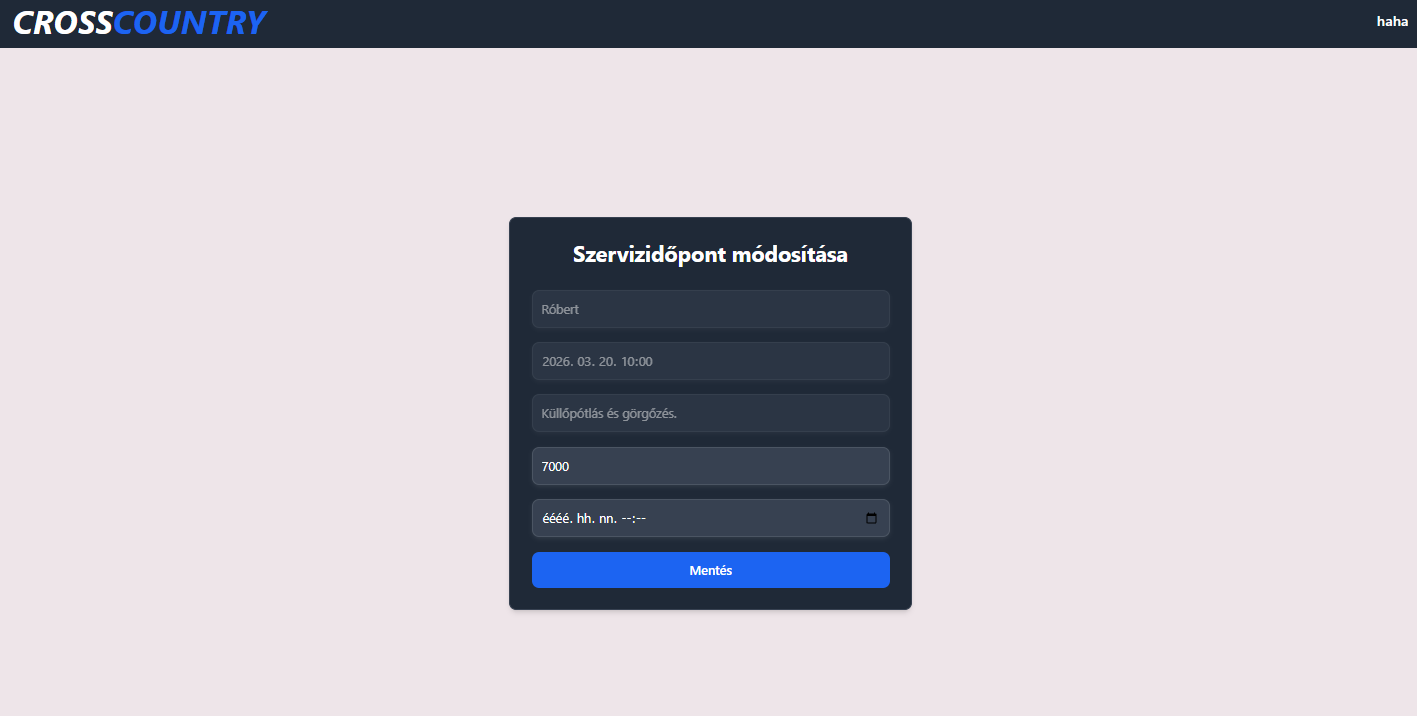 CROSSCOUNTRY
haha
Szervizidőpont módosítása
Róbert
2026. 03. 20. 10:00
Küllőpótlás és görgőzés.
7000
éééé. hh. nn. --:--
Mentés